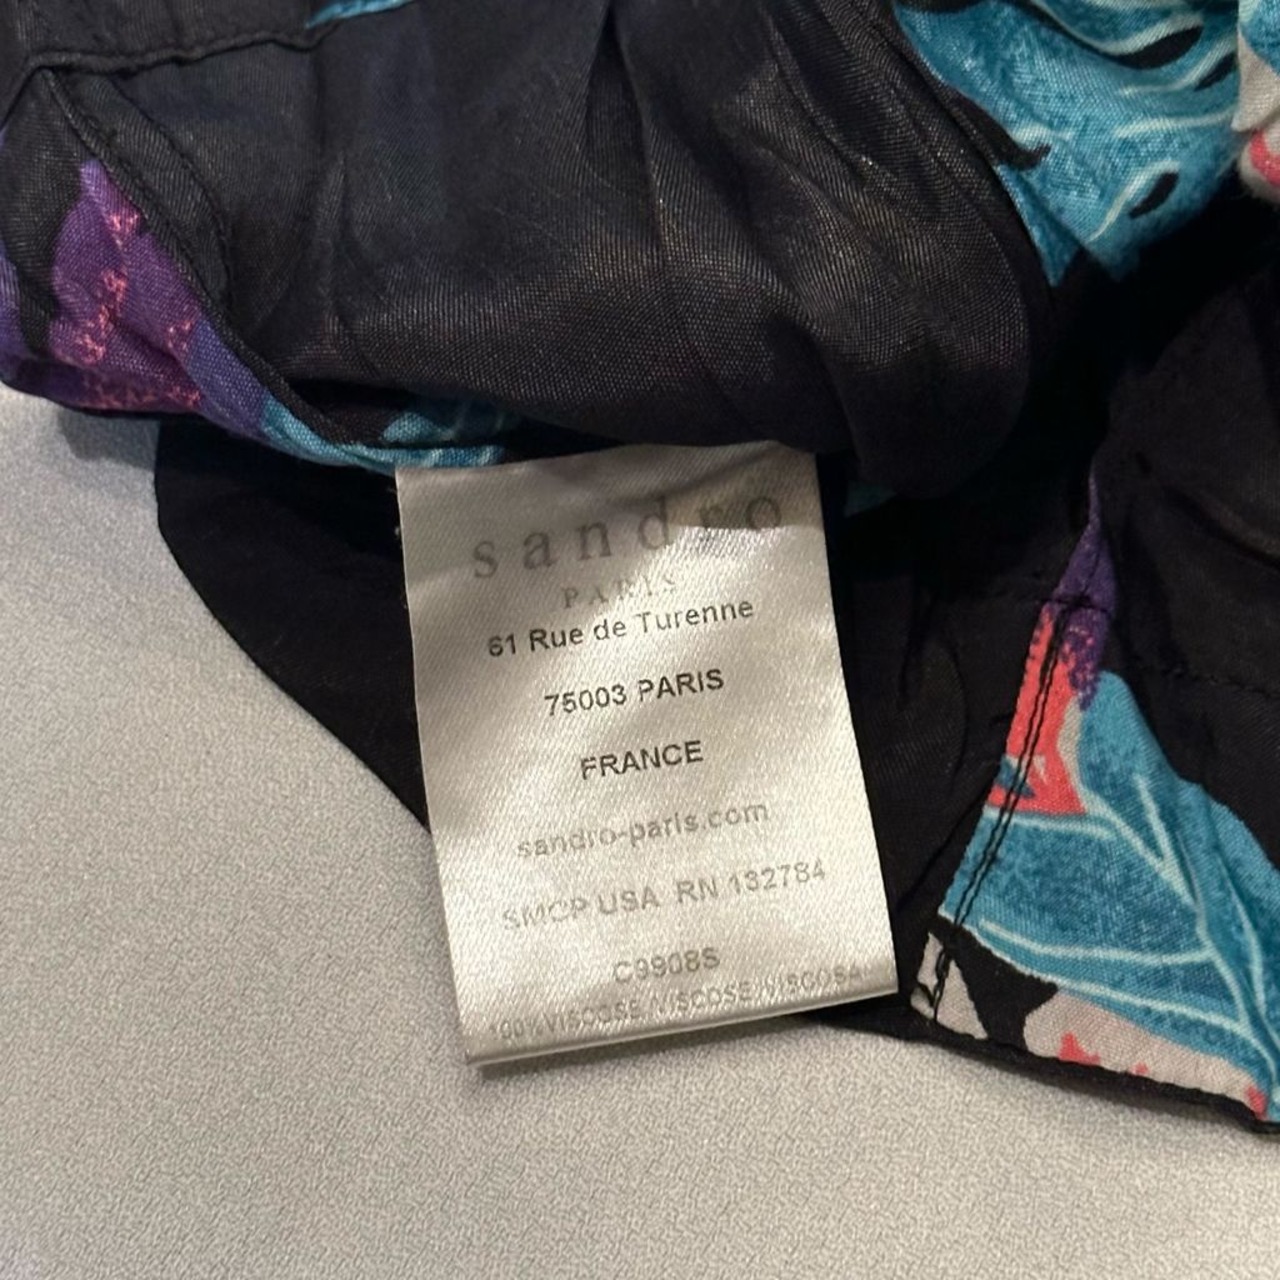 sandro
PARIS
61 Rue de Turenne
75003 PARIS
FRANCE
sandro-paris.com
SMCP USA RN 132784
C9908S
100%VISCOSE/VISCOSE/VISCOSA